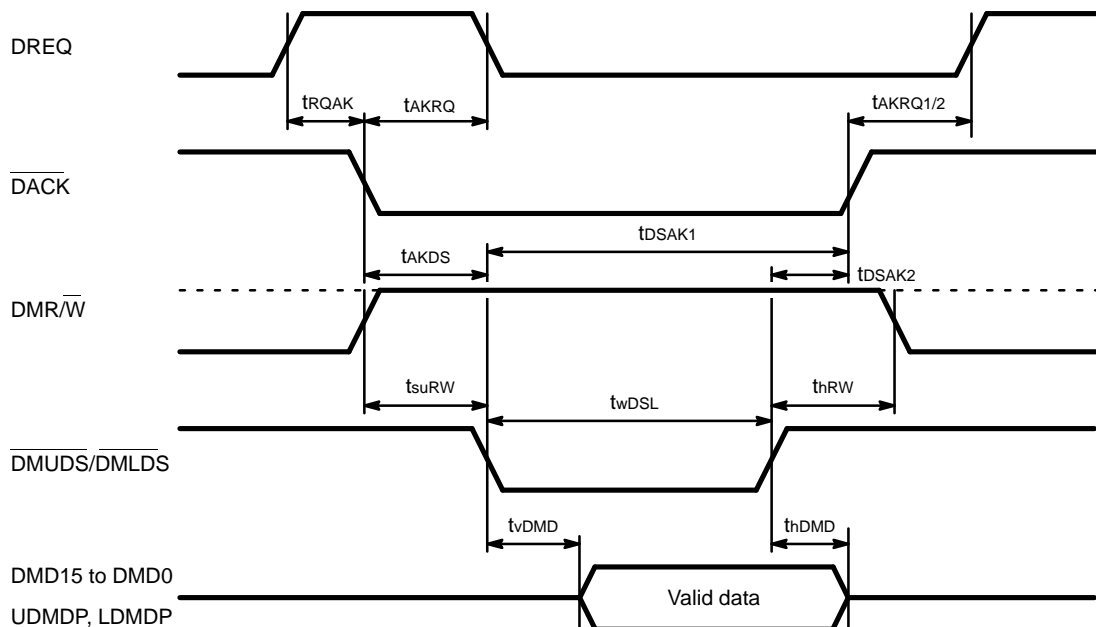 DREQ
tRQAK
tAKRQ
tAKRQ1/2
DACK
tDSAK1
tAKDS
tDSAK2
DMR/W
tsuRW
twDSL
thRW
DMUDS/DMLDS
tvDMD
thDMD
DMD15 to DMD0
Valid data
UDMDP, LDMDP